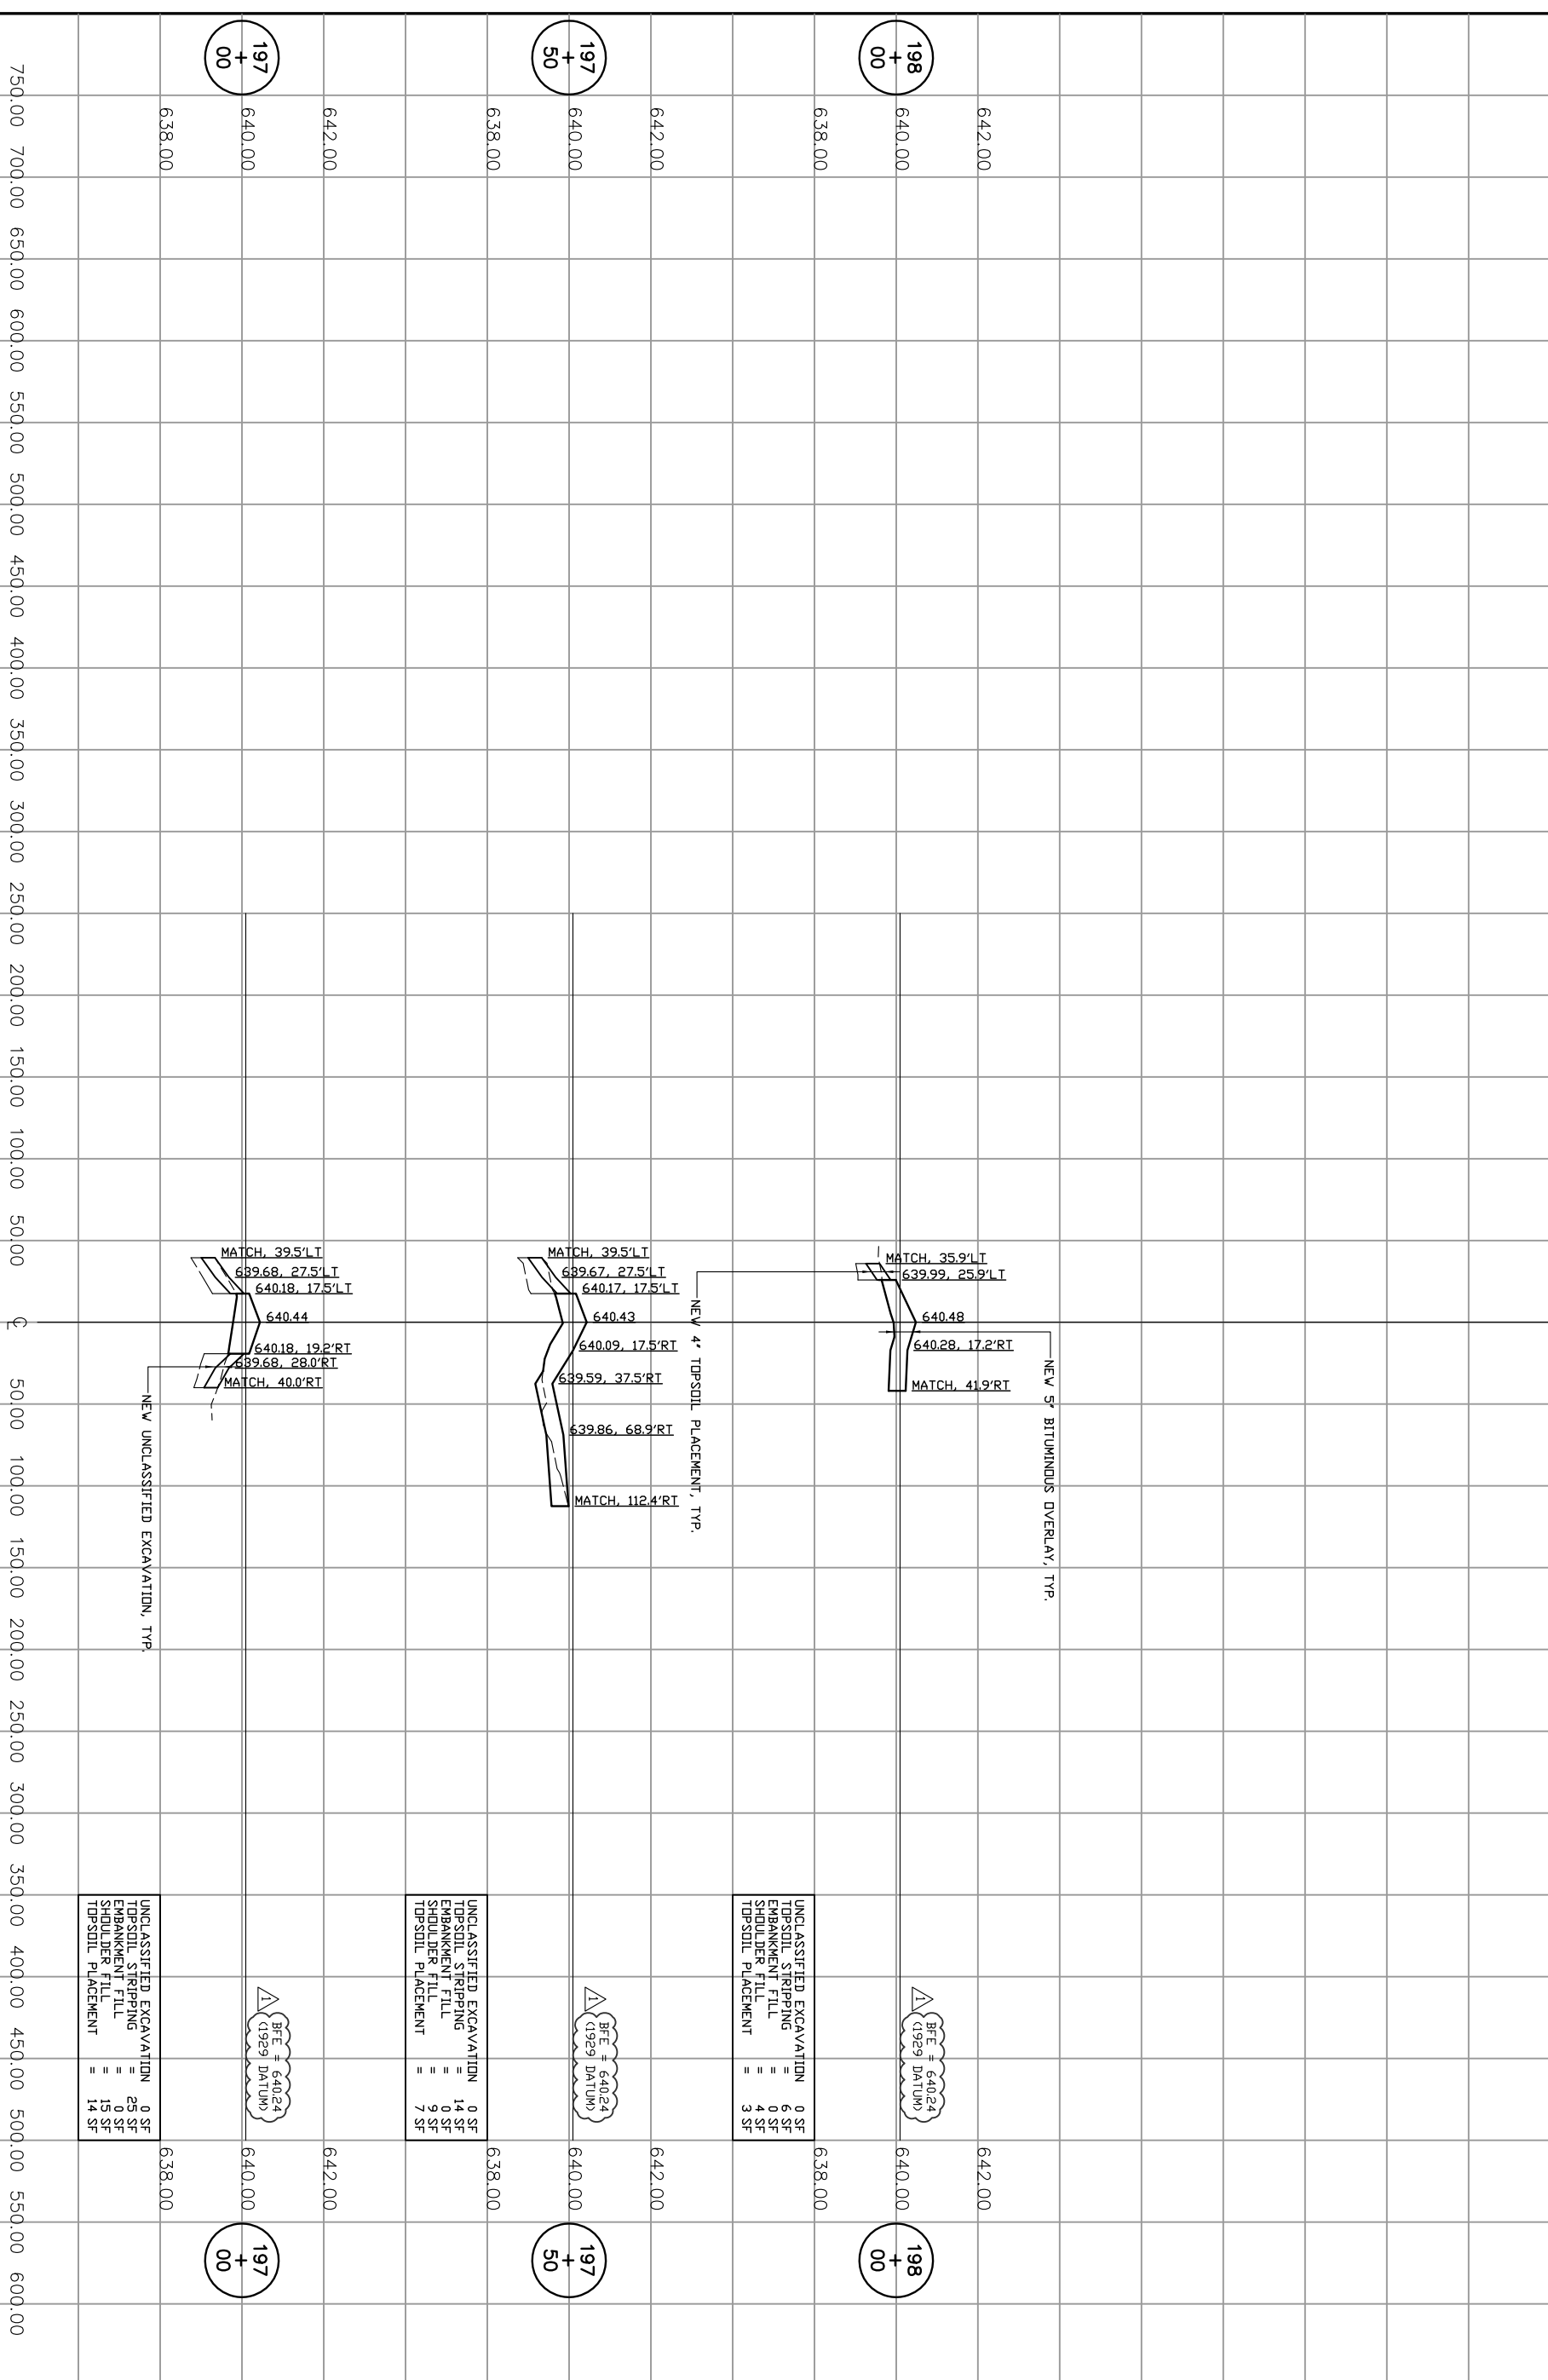 198
+
00
642.00
640.00
638.00
NEW 5" BITUMINOUS OVERLAY, TYP.
MATCH, 35.9'LT
639.99, 25.9'LT
640.48
640.28, 17.2'RT
MATCH, 41.9'RT
1
BFE = 640.24
(1929 DATUM)
UNCLASSIFIED EXCAVATION 0 SF
TOPSOIL STRIPPING = 6 SF
EMBANKMENT FILL = 0 SF
SHOULDER FILL = 4 SF
TOPSOIL PLACEMENT = 3 SF
642.00
640.00
638.00
198
+
00
197
+
50
642.00
640.00
638.00
NEW 4" TOPSOIL PLACEMENT, TYP.
MATCH, 39.5'LT
639.67, 27.5'LT
640.17, 17.5'LT
640.43
640.09, 17.5'RT
639.59, 37.5'RT
639.86, 68.9'RT
MATCH, 112.4'RT
1
BFE = 640.24
(1929 DATUM)
UNCLASSIFIED EXCAVATION 0 SF
TOPSOIL STRIPPING = 14 SF
EMBANKMENT FILL = 0 SF
SHOULDER FILL = 9 SF
TOPSOIL PLACEMENT = 7 SF
642.00
640.00
638.00
197
+
50
197
+
00
642.00
640.00
638.00
MATCH, 39.5'LT
639.68, 27.5'LT
640.18, 17.5'LT
640.44
640.18, 19.2'RT
639.68, 28.0'RT
MATCH, 40.0'RT
NEW UNCLASSIFIED EXCAVATION, TYP.
1
BFE = 640.24
(1929 DATUM)
UNCLASSIFIED EXCAVATION 0 SF
TOPSOIL STRIPPING = 25 SF
EMBANKMENT FILL = 0 SF
SHOULDER FILL = 15 SF
TOPSOIL PLACEMENT = 14 SF
642.00
640.00
638.00
197
+
00
750.00 700.00 650.00 600.00 550.00 500.00 450.00 400.00 350.00 300.00 250.00 200.00 150.00 100.00 50.00 CL 50.00 100.00 150.00 200.00 250.00 300.00 350.00 400.00 450.00 500.00 550.00 600.00